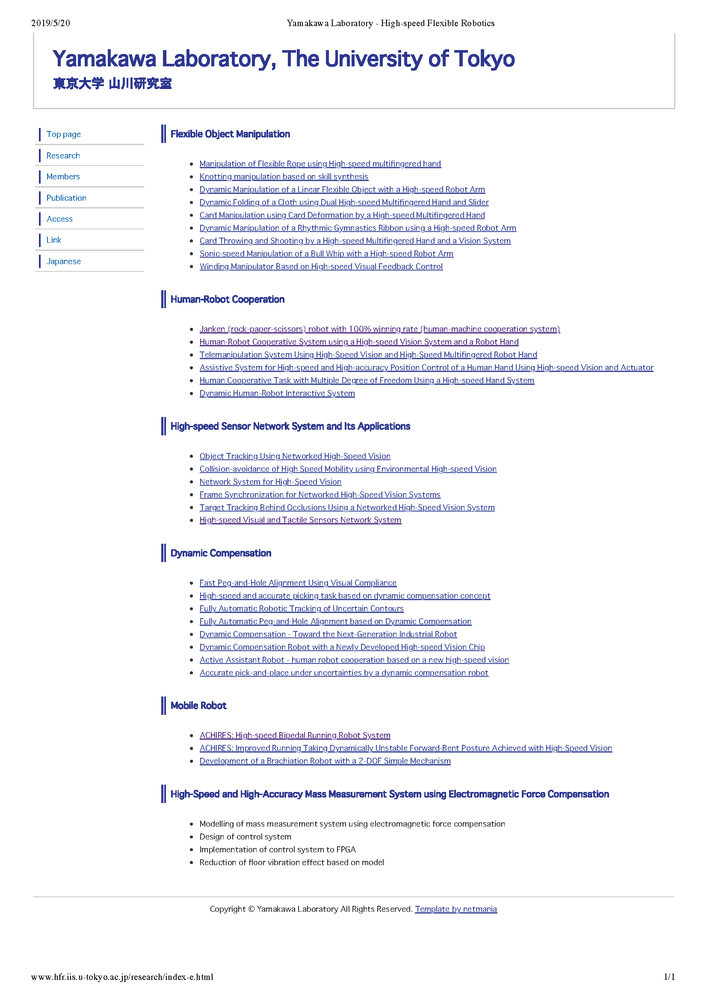 2019/5/20 Yamakawa Laboratory - High-speed Flexible Robotics
Yamakawa Laboratory, The University of Tokyo
東京大学 山川研究室
Top page
Research
Members
Publication
Access
Link
Japanese
Flexible Object Manipulation
Manipulation of Flexible Rope using High-speed multifingered hand
Knotting manipulation based on skill synthesis
Dynamic Manipulation of a Linear Flexible Object with a High-speed Robot Arm
Dynamic Folding of a Cloth using Dual High-speed Multifingered Hand and Slider
Card Manipulation using Card Deformation by a High-speed Multifingered Hand
Dynamic Manipulation of a Rhythmic Gymnastics Ribbon using a High-speed Robot Arm
Card Throwing and Shooting by a High-speed Multifingered Hand and a Vision System
Sonic-speed Manipulation of a Bull Whip with a High-speed Robot Arm
Winding Manipulator Based on High-speed Visual Feedback Control
Human-Robot Cooperation
Janken (rock-paper-scissors) robot with 100% winning rate (human-machine cooperation system)
Human-Robot Cooperative System using a High-speed Vision System and a Robot Hand
Telemanipulation System Using High-Speed Vision and High-Speed Multifingered Robot Hand
Assistive System for High-speed and High-accuracy Position Control of a Human Hand Using High-speed Vision and Actuator
Human Cooperative Task with Multiple Degree of Freedom Using a High-speed Hand System
Dynamic Human-Robot Interactive System
High-speed Sensor Network System and Its Applications
Object Tracking Using Networked High-Speed Vision
Collision-avoidance of High Speed Mobility using Environmental High-speed Vision
Network System for High-Speed Vision
Frame Synchronization for Networked High-Speed Vision Systems
Target Tracking Behind Occlusions Using a Networked High-Speed Vision System
High-speed Visual and Tactile Sensors Network System
Dynamic Compensation
Fast Peg-and-Hole Alignment Using Visual Compliance
High-speed and accurate picking task based on dynamic compensation concept
Fully Automatic Robotic Tracking of Uncertain Contours
Fully Automatic Peg-and-Hole Alignment based on Dynamic Compensation
Dynamic Compensation - Toward the Next-Generation Industrial Robot
Dynamic Compensation Robot with a Newly Developed High-speed Vision Chip
Active Assistant Robot - human robot cooperation based on a new high-speed vision
Accurate pick-and-place under uncertainties by a dynamic compensation robot
Mobile Robot
ACHIRES: High-speed Bipedal Running Robot System
ACHIRES: Improved Running Taking Dynamically Unstable Forward-Bent Posture Achieved with High-Speed Vision
Development of a Brachiation Robot with a 2-DOF Simple Mechanism
High-Speed and High-Accuracy Mass Measurement System using Electromagnetic Force Compensation
Modelling of mass measurement system using electromagnetic force compensation
Design of control system
Implementation of control system to FPGA
Reduction of floor vibration effect based on model
Copyright © Yamakawa Laboratory All Rights Reserved. Template by netmania
www.hfr.iis.u-tokyo.ac.jp/research/index-e.html 1/1